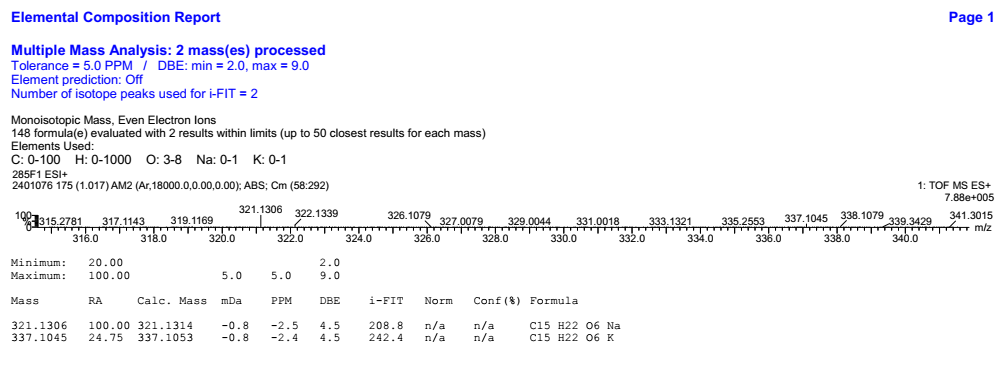 Elemental Composition Report Page 1
Multiple Mass Analysis: 2 mass(es) processed
Tolerance = 5.0 PPM / DBE: min = 2.0, max = 9.0
Element prediction: Off
Number of isotope peaks used for i-FIT = 2
Monoisotopic Mass, Even Electron Ions
148 formula(e) evaluated with 2 results within limits (up to 50 closest results for each mass)
Elements Used:
C: 0-100 H: 0-1000 O: 3-8 Na: 0-1 K: 0-1
285F1 ESI+
2401076 175 (1.017) AM2 (Ar,18000.0,0.00,0.00); ABS; Cm (58:292) 1: TOF MS ES+
7.88e+005
100
%
0
315.2781 317.1143 319.1169 321.1306 322.1339 326.1079 327.0079 329.0044 331.0018 333.1321 335.2553 337.1045 338.1079 339.3429 341.3015
m/z
316.0 318.0 320.0 322.0 324.0 326.0 328.0 330.0 332.0 334.0 336.0 338.0 340.0
Minimum: 20.00 2.0
Maximum: 100.00 5.0 5.0 9.0
Mass RA Calc. Mass mDa PPM DBE i-FIT Norm Conf(%) Formula
321.1306 100.00 321.1314 -0.8 -2.5 4.5 208.8 n/a n/a C15 H22 O6 Na
337.1045 24.75 337.1053 -0.8 -2.4 4.5 242.4 n/a n/a C15 H22 O6 K